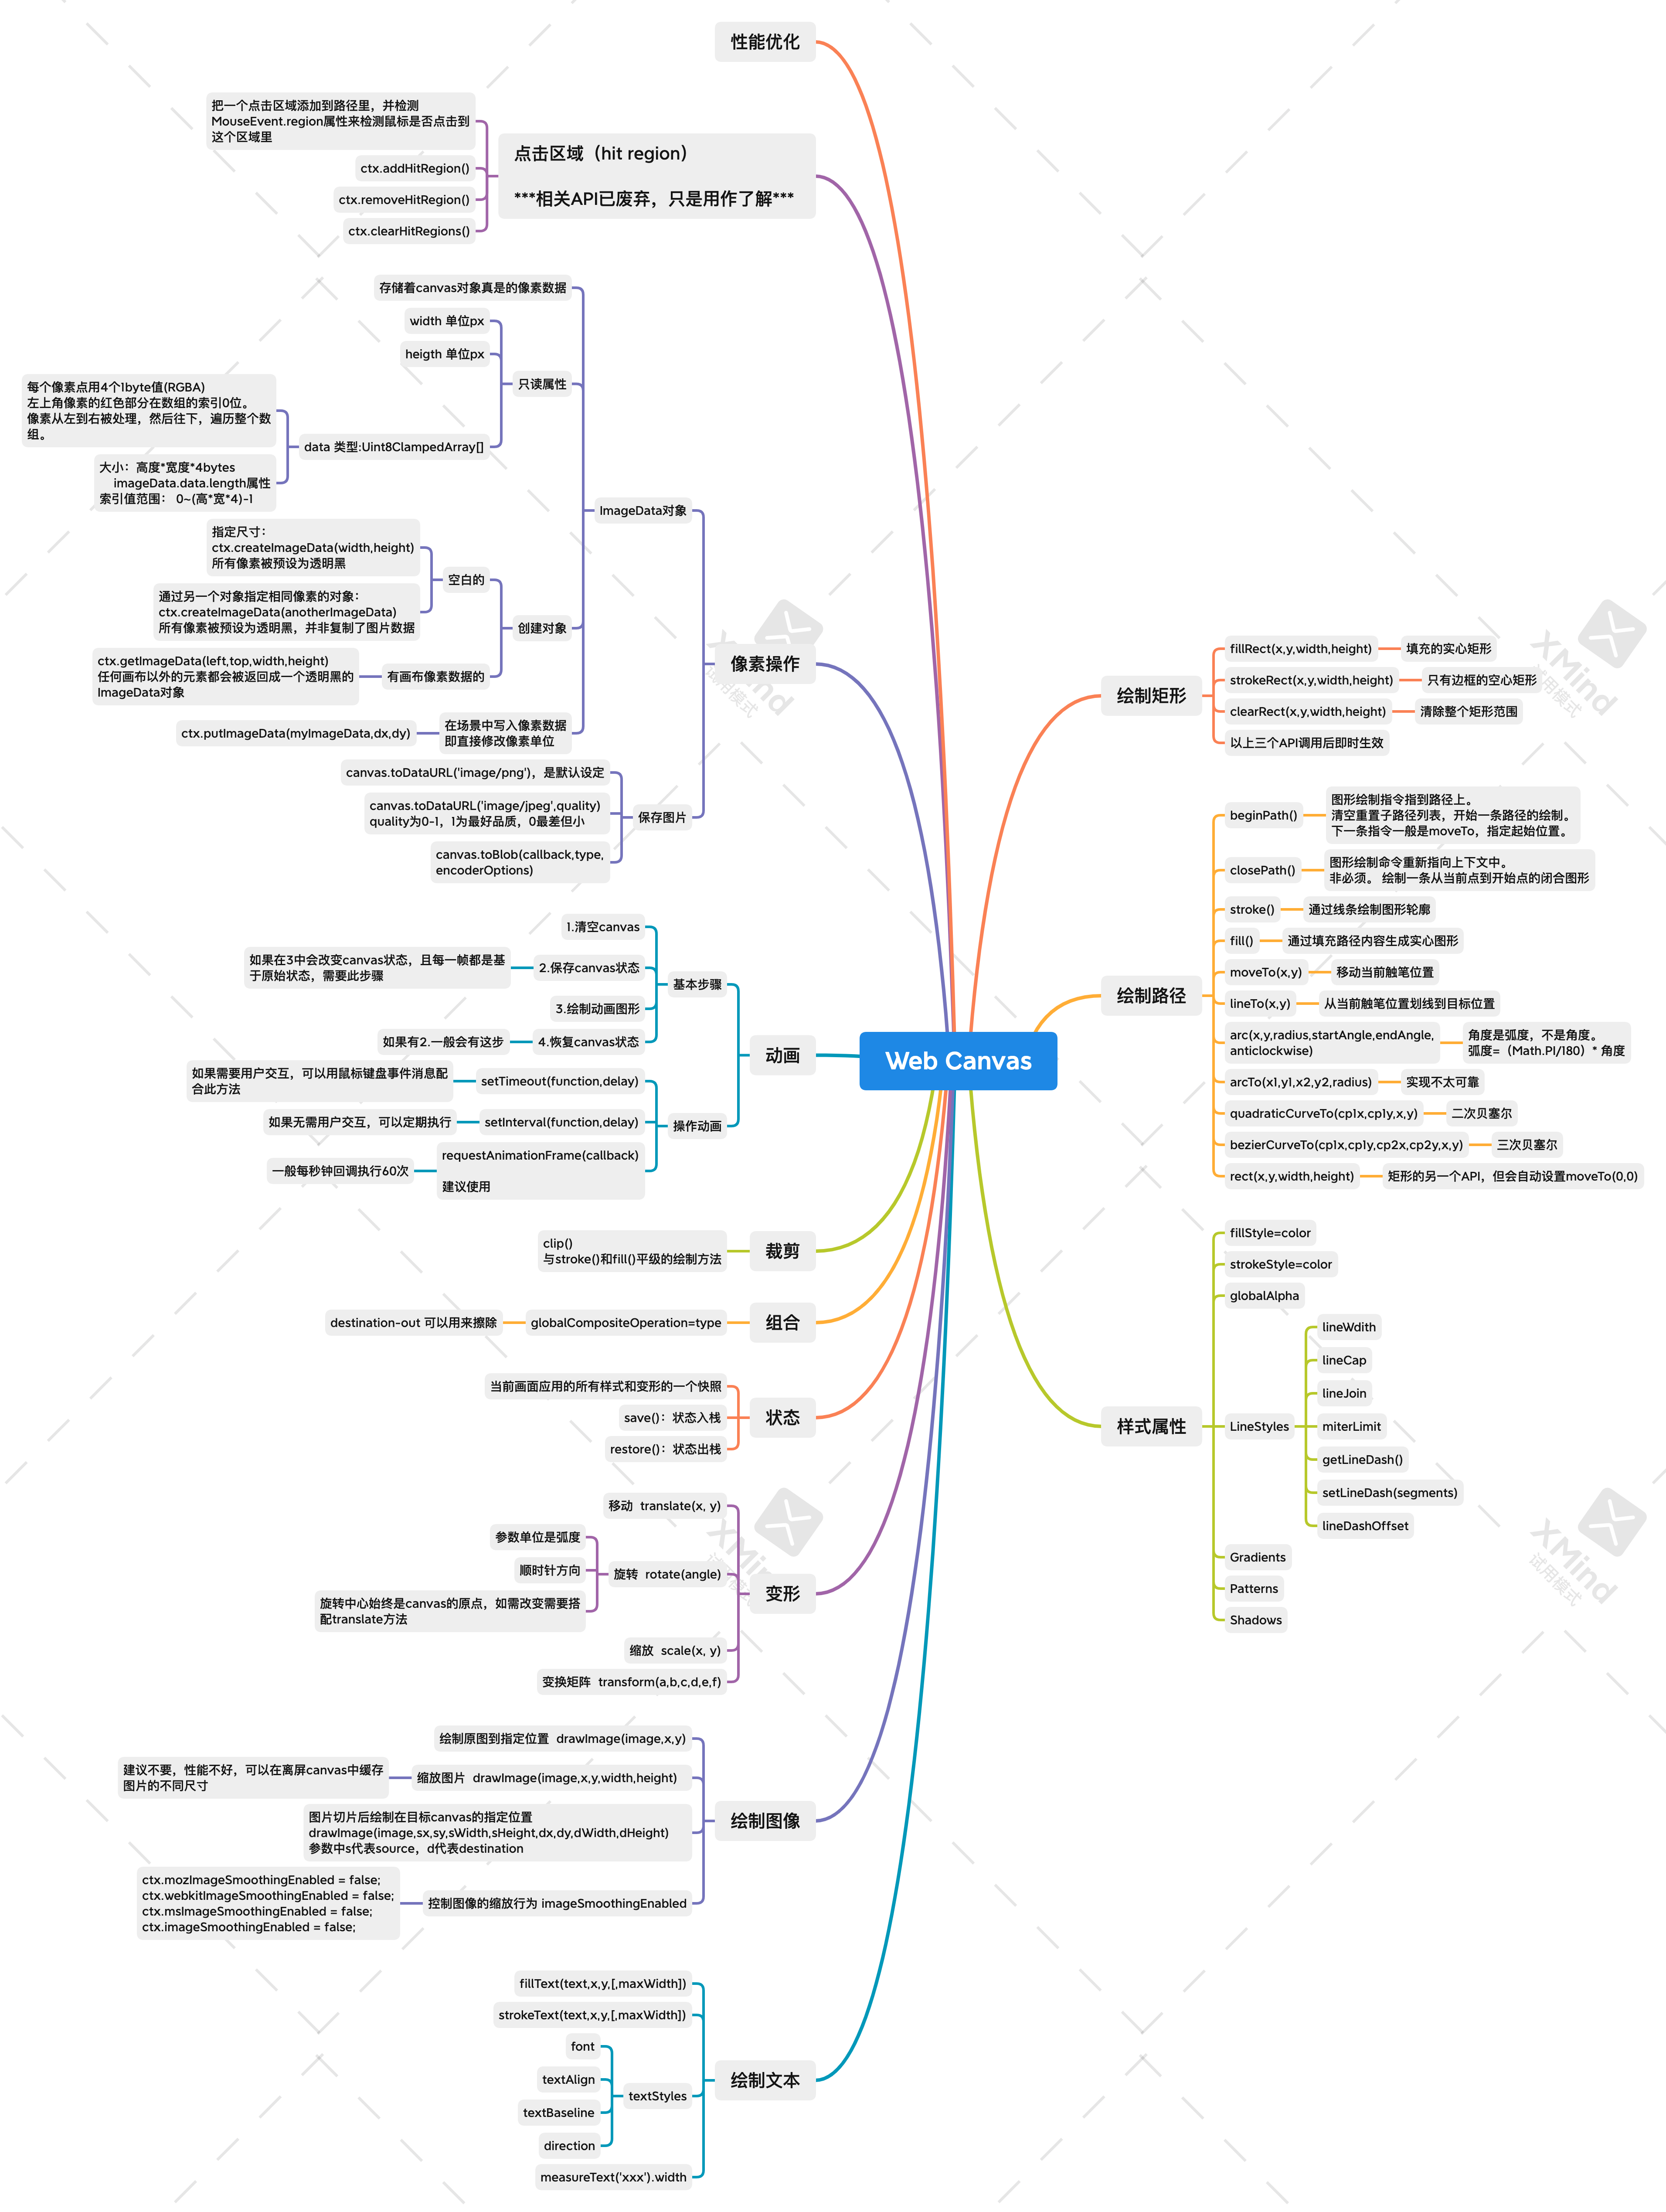 Web Canvas
绘制矩形
fillRect(x,y,width,height)
填充的实心矩形
strokeRect(x,y,width,height)
只有边框的空心矩形
clearRect(x,y,width,height)
清除整个矩形范围
以上三个API调用后即时生效
绘制路径
beginPath()
图形绘制指令指到路径上。
清空重置子路径列表，开始一条路径的绘制。
下一条指令一般是moveTo，指定起始位置。
closePath()
图形绘制命令重新指向上下文中。
非必须。 绘制一条从当前点到开始点的闭合图形
stroke()
通过线条绘制图形轮廓
fill()
通过填充路径内容生成实心图形
moveTo(x,y)
移动当前触笔位置
lineTo(x,y)
从当前触笔位置划线到目标位置
arc(x,y,radius,startAngle,endAngle,
anticlockwise)
角度是弧度，不是角度。
弧度=（Math.PI/180）* 角度
arcTo(x1,y1,x2,y2,radius)
实现不太可靠
quadraticCurveTo(cp1x,cp1y,x,y)
二次贝塞尔
bezierCurveTo(cp1x,cp1y,cp2x,cp2y,x,y)
三次贝塞尔
rect(x,y,width,height)
矩形的另一个API，但会自动设置moveTo(0,0)
样式属性
fillStyle=color
strokeStyle=color
globalAlpha
LineStyles
lineWdith
lineCap
lineJoin
miterLimit
getLineDash()
setLineDash(segments)
lineDashOffset
Gradients
Patterns
Shadows
性能优化
点击区域（hit region）
***相关API已废弃，只是用作了解***
把一个点击区域添加到路径里，并检测
MouseEvent.region属性来检测鼠标是否点击到
这个区域里
ctx.addHitRegion()
ctx.removeHitRegion()
ctx.clearHitRegions()
像素操作
ImageData对象
存储着canvas对象真是的像素数据
只读属性
width 单位px
heigth 单位px
data 类型:Uint8ClampedArray[]
每个像素点用4个1byte值(RGBA)
左上角像素的红色部分在数组的索引0位。
像素从左到右被处理，然后往下，遍历整个数
组。
大小：高度*宽度*4bytes
imageData.data.length属性
索引值范围： 0~(高*宽*4)-1
创建对象
空白的
指定尺寸：
ctx.createImageData(width,height)
所有像素被预设为透明黑
通过另一个对象指定相同像素的对象：
ctx.createImageData(anotherImageData)
所有像素被预设为透明黑，并非复制了图片数据
有画布像素数据的
ctx.getImageData(left,top,width,height)
任何画布以外的元素都会被返回成一个透明黑的
ImageData对象
在场景中写入像素数据
即直接修改像素单位
ctx.putImageData(myImageData,dx,dy)
保存图片
canvas.toDataURL('image/png')，是默认设定
canvas.toDataURL('image/jpeg',quality)
quality为0-1，1为最好品质，0最差但小
canvas.toBlob(callback,type,
encoderOptions)
动画
基本步骤
1.清空canvas
2.保存canvas状态
如果在3中会改变canvas状态，且每一帧都是基
于原始状态，需要此步骤
3.绘制动画图形
4.恢复canvas状态
如果有2.一般会有这步
操作动画
setTimeout(function,delay)
如果需要用户交互，可以用鼠标键盘事件消息配
合此方法
setInterval(function,delay)
如果无需用户交互，可以定期执行
requestAnimationFrame(callback)
建议使用
一般每秒钟回调执行60次
裁剪
clip()
与stroke()和fill()平级的绘制方法
组合
globalCompositeOperation=type
destination-out 可以用来擦除
状态
当前画面应用的所有样式和变形的一个快照
save()：状态入栈
restore()：状态出栈
变形
移动 translate(x, y)
旋转 rotate(angle)
参数单位是弧度
顺时针方向
旋转中心始终是canvas的原点，如需改变需要搭
配translate方法
缩放 scale(x, y)
变换矩阵 transform(a,b,c,d,e,f)
绘制图像
绘制原图到指定位置 drawImage(image,x,y)
缩放图片 drawImage(image,x,y,width,height)
建议不要，性能不好，可以在离屏canvas中缓存
图片的不同尺寸
图片切片后绘制在目标canvas的指定位置
drawImage(image,sx,sy,sWidth,sHeight,dx,dy,dWidth,dHeight)
参数中s代表source，d代表destination
控制图像的缩放行为 imageSmoothingEnabled
ctx.mozImageSmoothingEnabled = false;
ctx.webkitImageSmoothingEnabled = false;
ctx.msImageSmoothingEnabled = false;
ctx.imageSmoothingEnabled = false;
绘制文本
fillText(text,x,y,[,maxWidth])
strokeText(text,x,y,[,maxWidth])
textStyles
font
textAlign
textBaseline
direction
measureText('xxx').width
XMind
试用模式
XMind
试用模式